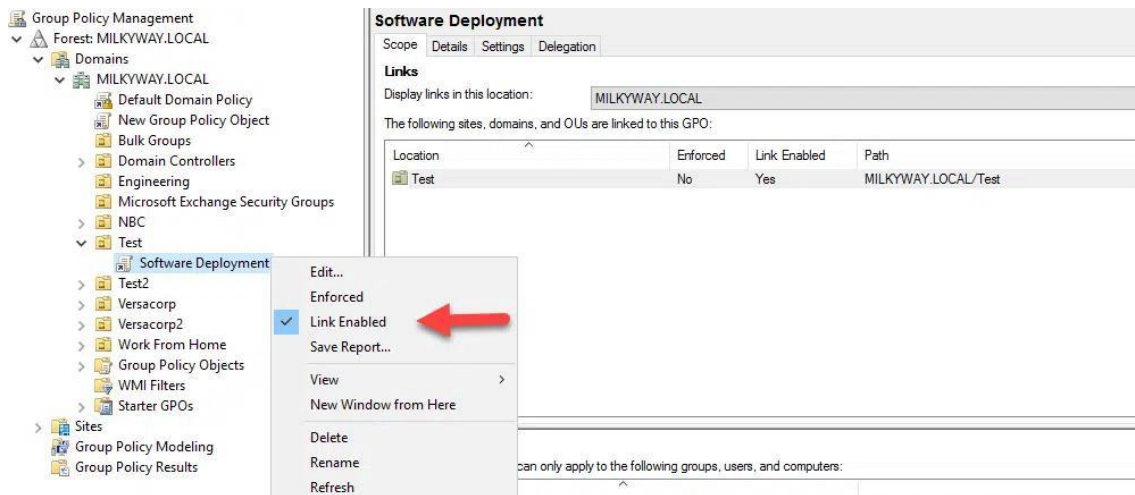 Group Policy Management
Forest: MILKYWAY.LOCAL
Domains
MILKYWAY.LOCAL
Default Domain Policy
New Group Policy Object
Bulk Groups
Domain Controllers
Engineering
Microsoft Exchange Security Groups
NBC
Test
Software Deployment
Test2
Versacorp
Versacorp2
Work From Home
Group Policy Objects
WMI Filters
Starter GPOs
Sites
Group Policy Modeling
Group Policy Results
Edit...
Enforced
Link Enabled
Save Report...
View
New Window from Here
Delete
Rename
Refresh
Software Deployment
Scope Details Settings Delegation
Links
Display links in this location: MILKYWAY.LOCAL
The following sites, domains, and OUs are linked to this GPO:
Location Enforced Link Enabled Path
Test No Yes MILKYWAY.LOCAL/Test
can only apply to the following groups, users, and computers: